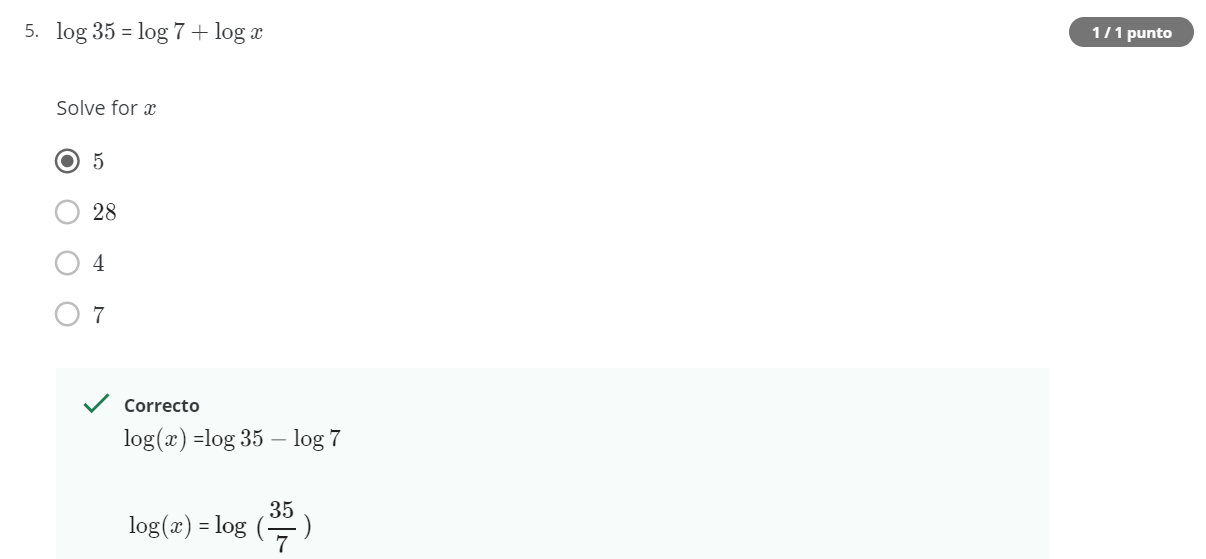 5. log 35 = log 7 + log x
1 / 1 punto
Solve for x
5
28
4
7
Correcto
log(x) =log 35 − log 7
log(x) = log (35/7)